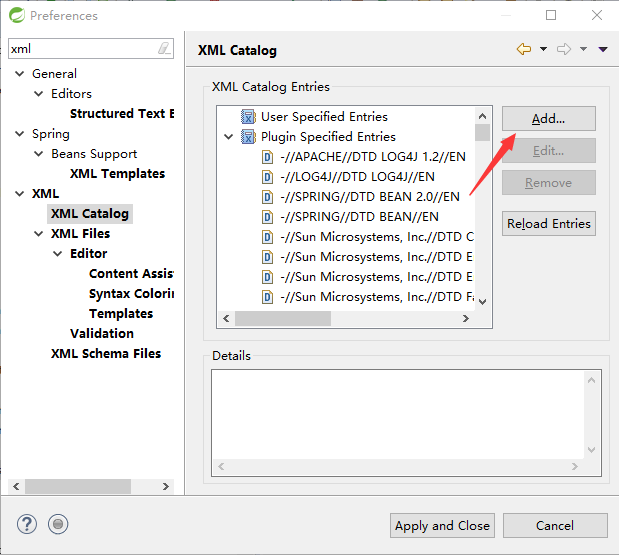 Preferences
xml
General
Editors
Structured Text E
Spring
Beans Support
XML Templates
XML
XML Catalog
XML Files
Editor
Content Assis
Syntax Colorin
Templates
Validation
XML Schema Files
XML Catalog
XML Catalog Entries
User Specified Entries
Plugin Specified Entries
-//APACHE//DTD LOG4J 1.2//EN
-//LOG4J//DTD LOG4J//EN
-//SPRING//DTD BEAN 2.0//EN
-//SPRING//DTD BEAN//EN
-//Sun Microsystems, Inc.//DTD C
-//Sun Microsystems, Inc.//DTD E
-//Sun Microsystems, Inc.//DTD E
-//Sun Microsystems, Inc.//DTD Fa
Add...
Edit...
Remove
Reload Entries
Details
Apply and Close
Cancel